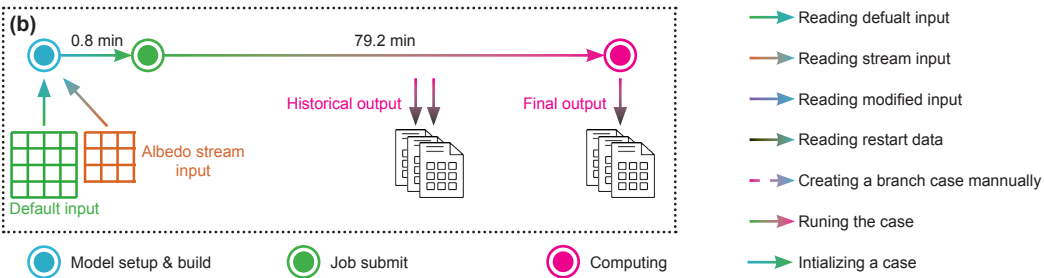 (b)
0.8 min
79.2 min
Historical output
Final output
Albedo stream
input
Default input
Model setup & build
Job submit
Computing
Reading defualt input
Reading stream input
Reading modified input
Reading restart data
Creating a branch case mannually
Runing the case
Intializing a case